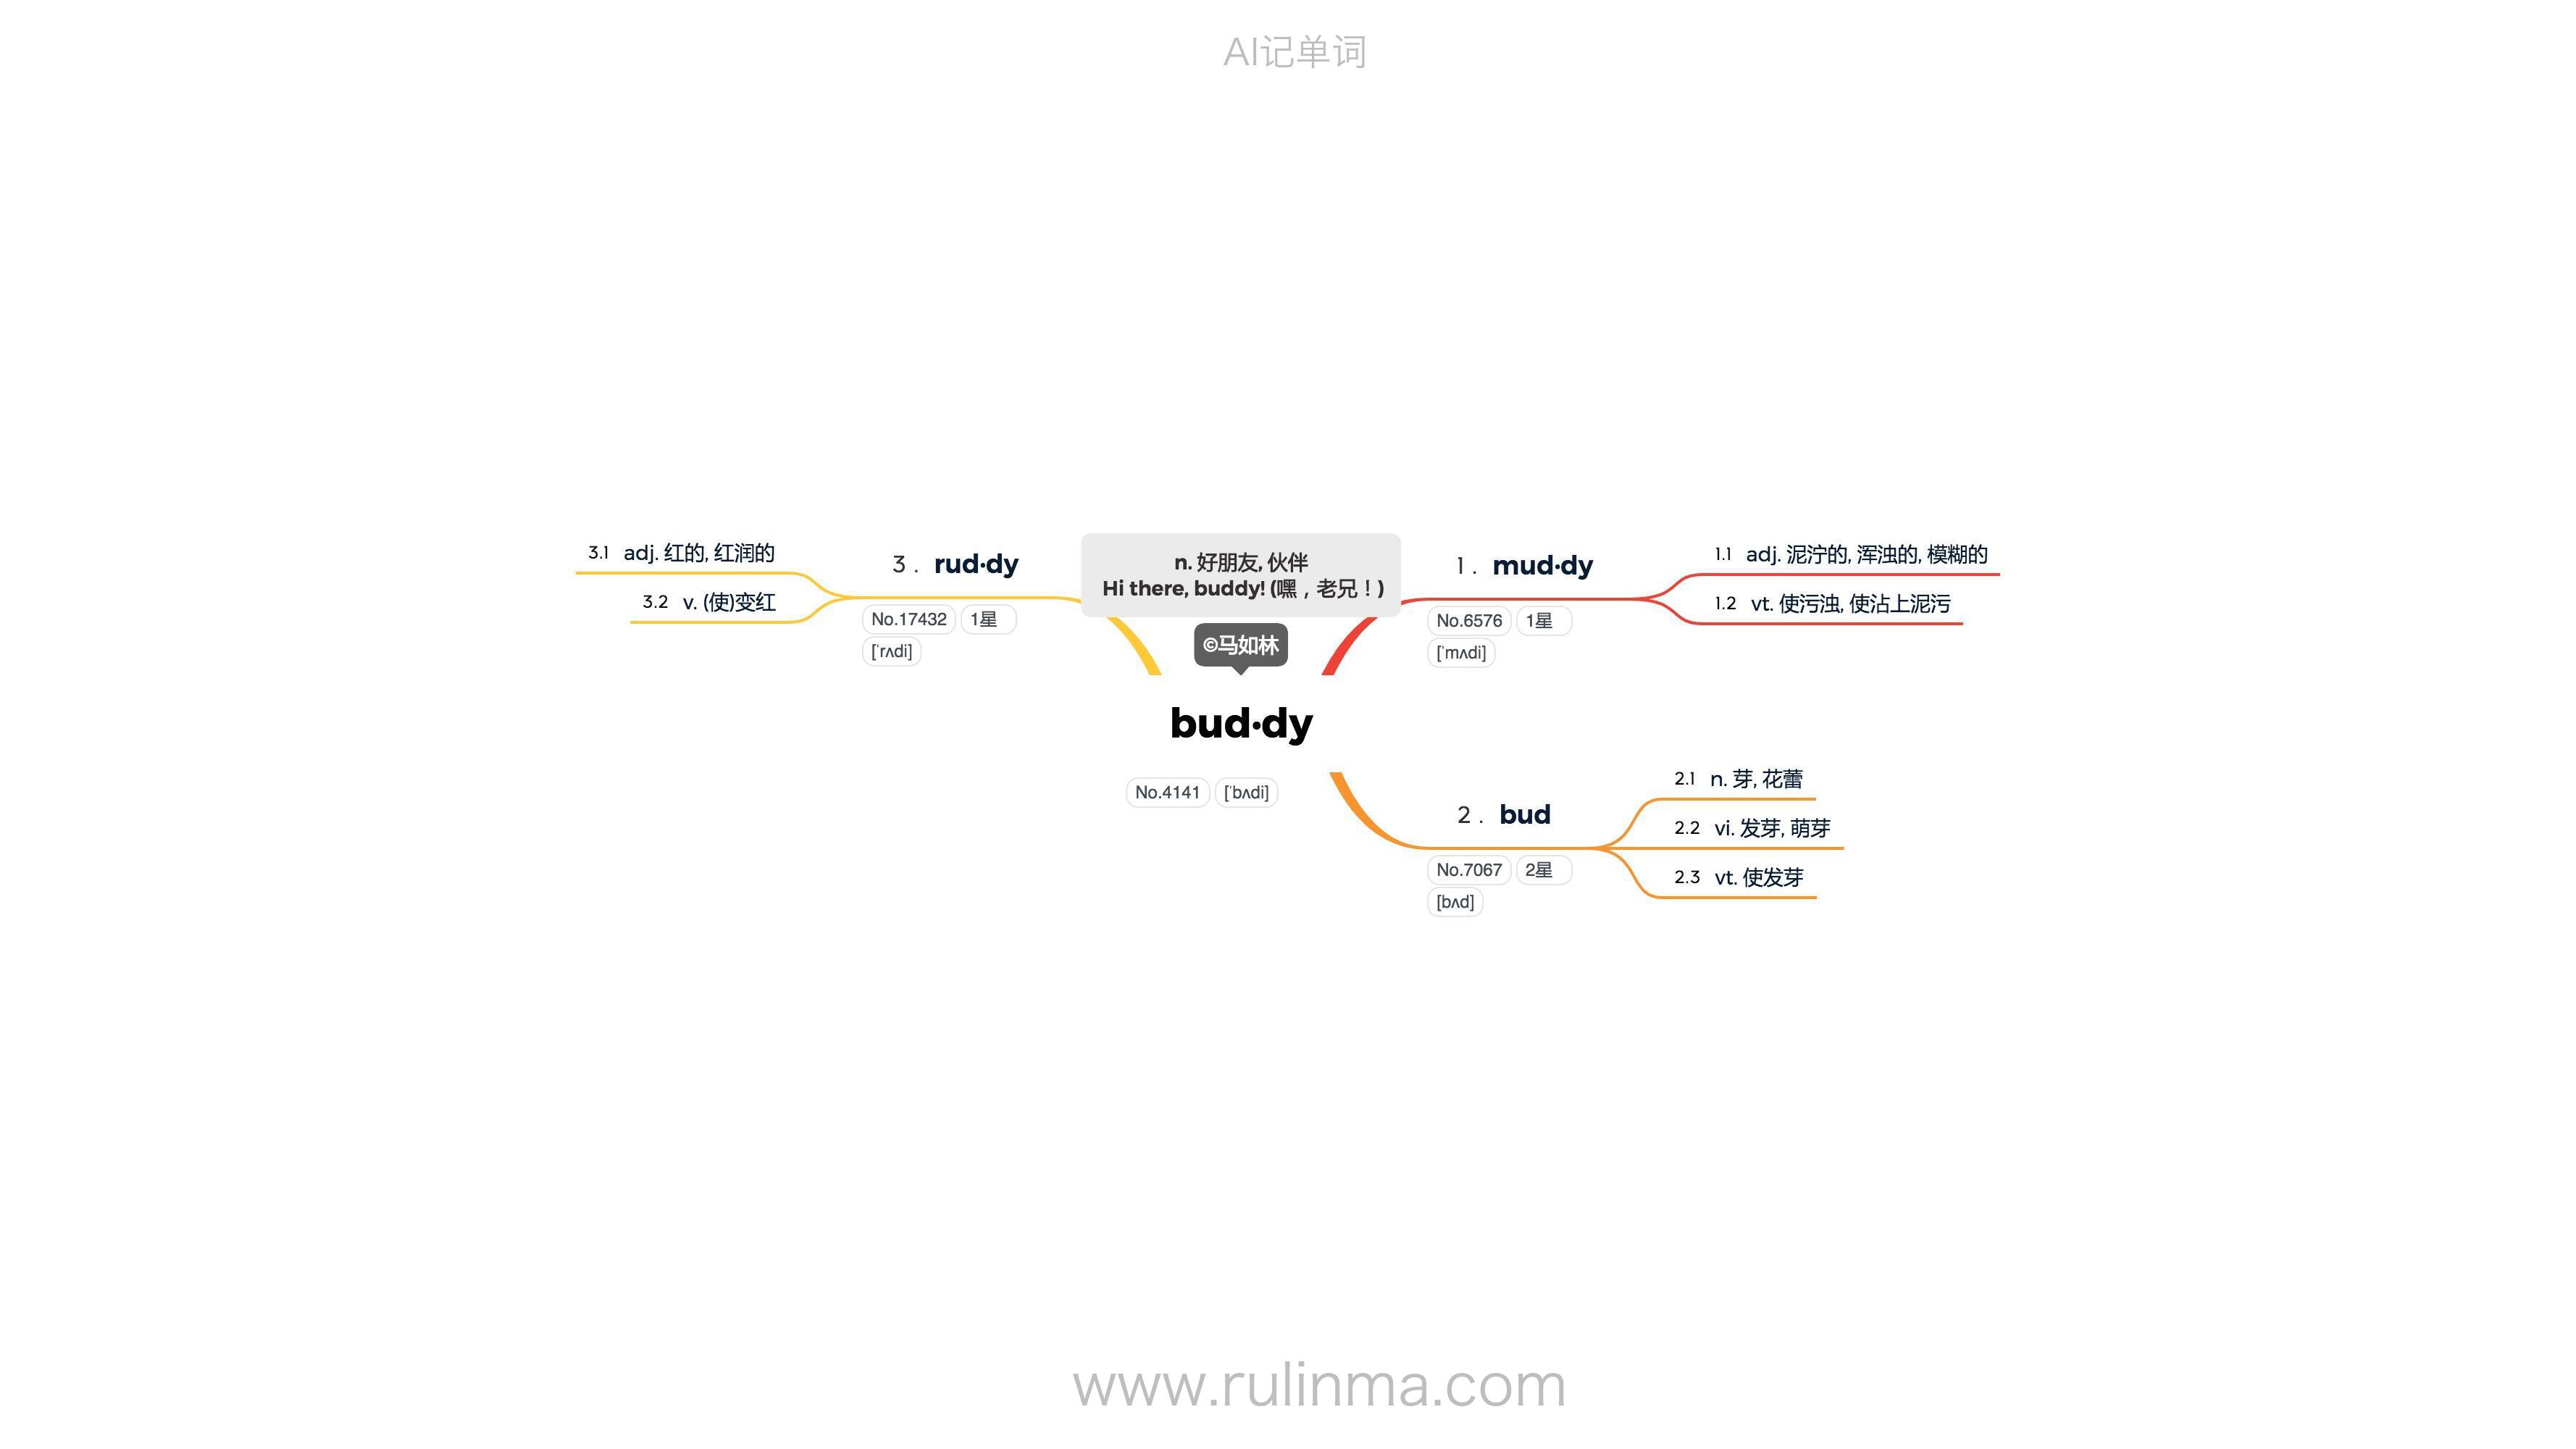 AI记单词
n. 好朋友, 伙伴
Hi there, buddy! (嘿，老兄！)
©马如林
bud·dy
No.4141 ['bʌdi]
1. mud·dy
No.6576 1星
['mʌdi]
1.1 adj. 泥泞的, 浑浊的, 模糊的
1.2 vt. 使污浊, 使沾上泥污
2. bud
No.7067 2星
[bʌd]
2.1 n. 芽, 花蕾
2.2 vi. 发芽, 萌芽
2.3 vt. 使发芽
3. rud·dy
No.17432 1星
['rʌdi]
3.1 adj. 红的, 红润的
3.2 v. (使)变红
www.rulinma.com